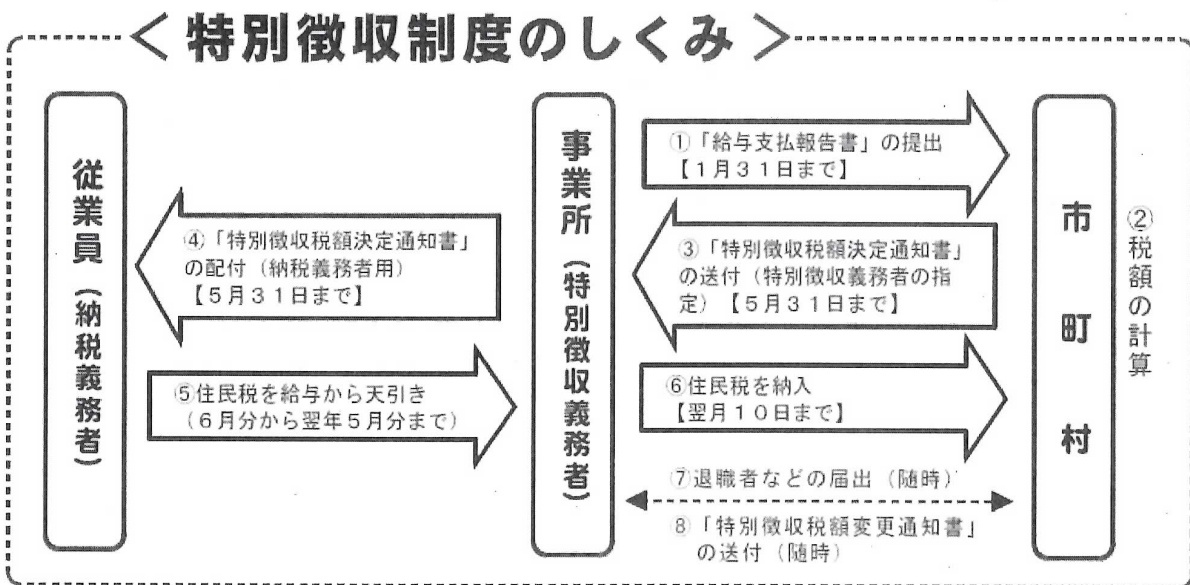 ＜特別徴収制度のしくみ＞
従業員（納税義務者）
事業所（特別徴収義務者）
市町村
①「給与支払報告書」の提出
【１月３１日まで】
②税額の計算
③「特別徴収税額決定通知書」
の送付（特別徴収義務者の指
定）【５月３１日まで】
④「特別徴収税額決定通知書」
の配付（納税義務者用）
【５月３１日まで】
⑤住民税を給与から天引き
（６月分から翌年５月分まで）
⑥住民税を納入
【翌月１０日まで】
⑦退職者などの届出（随時）
⑧「特別徴収税額変更通知書」
の送付（随時）